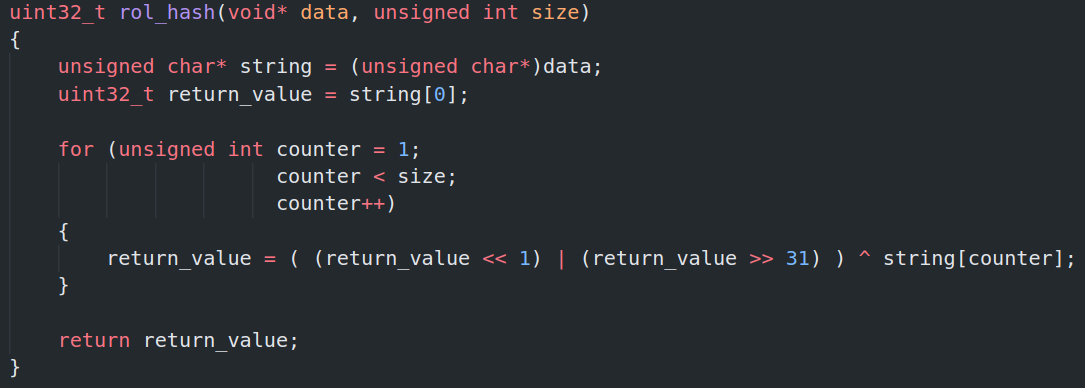 uint32_t rol_hash(void* data, unsigned int size)
{
    unsigned char* string = (unsigned char*)data;
    uint32_t return_value = string[0];

    for (unsigned int counter = 1;
                      counter < size;
                      counter++)
    {
        return_value = ( (return_value << 1) | (return_value >> 31) ) ^ string[counter];
    }

    return return_value;
}